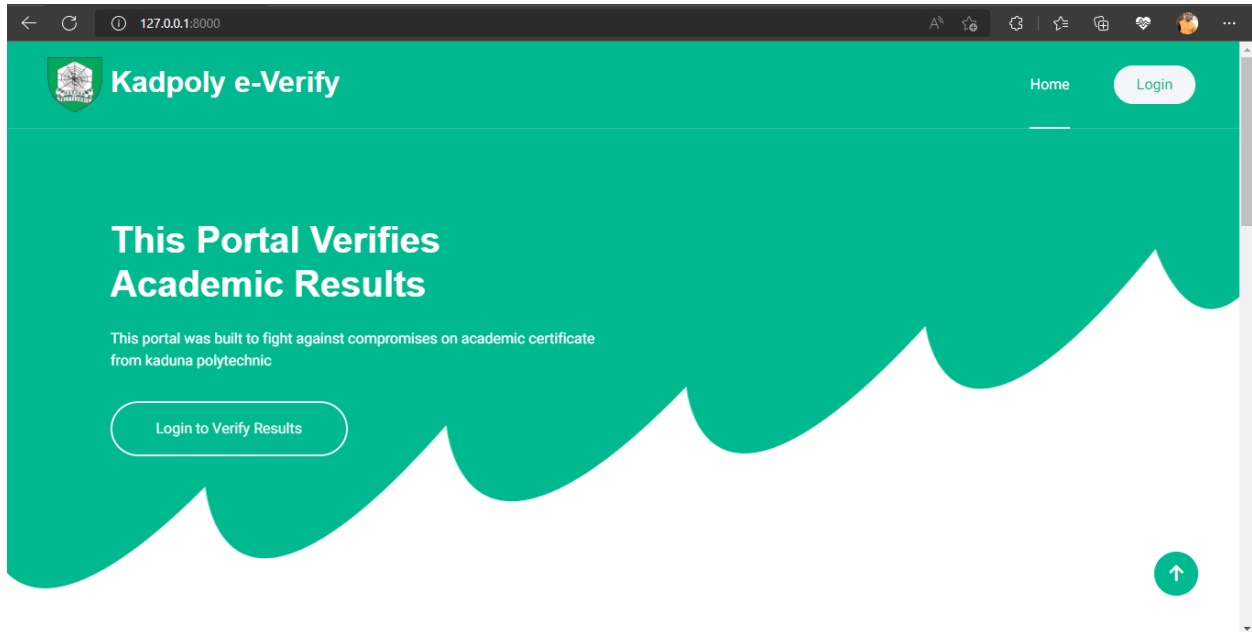 127.0.0.1:8000
Kadpoly e-Verify
Home
Login
This Portal Verifies
Academic Results
This portal was built to fight against compromises on academic certificate
from kaduna polytechnic
Login to Verify Results